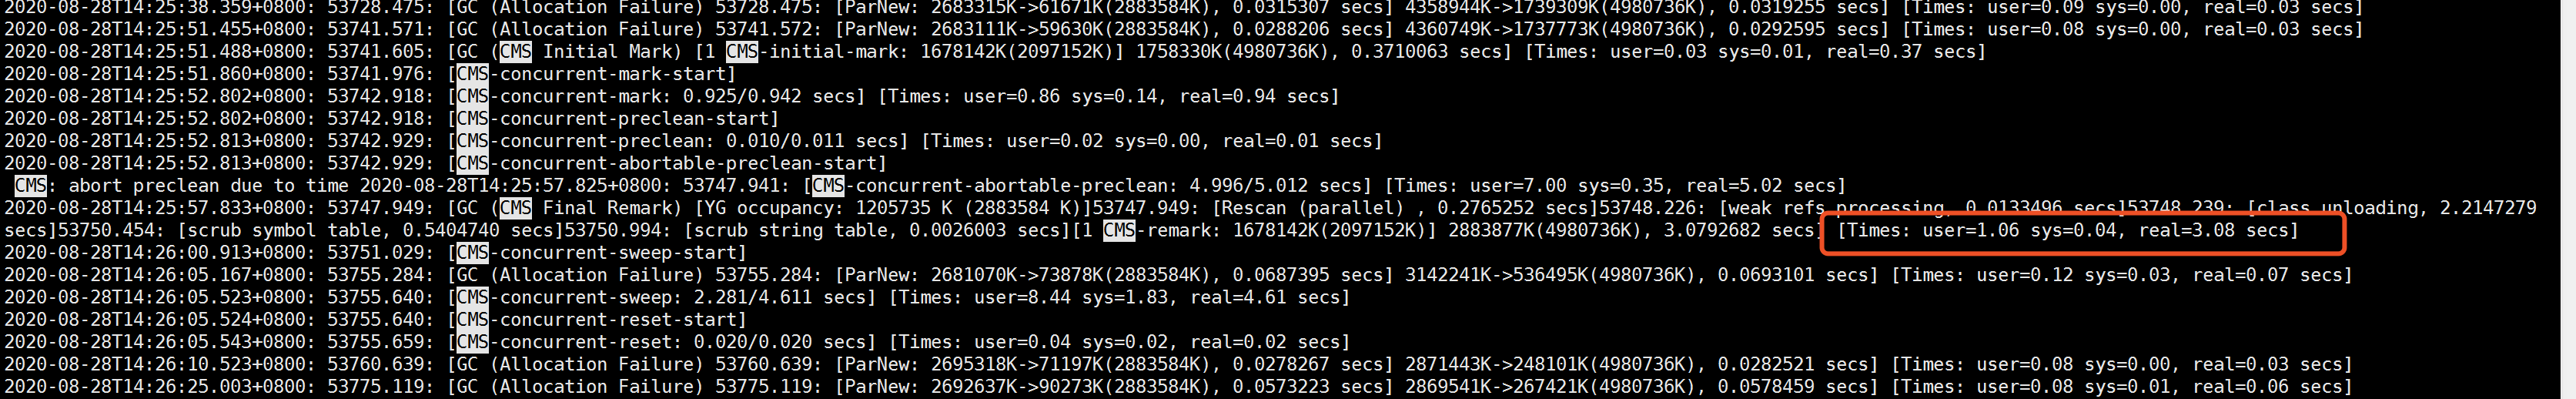 2020-08-28T14:25:38.359+0800: 53728.475: [GC (Allocation Failure) 53728.475: [ParNew: 2683315K->61671K(2883584K), 0.0315307 secs] 4358944K->1739309K(4980736K), 0.0319255 secs] [Times: user=0.09 sys=0.00, real=0.03 secs]
2020-08-28T14:25:51.455+0800: 53741.571: [GC (Allocation Failure) 53741.572: [ParNew: 2683111K->59630K(2883584K), 0.0288206 secs] 4360749K->1737773K(4980736K), 0.0292595 secs] [Times: user=0.08 sys=0.00, real=0.03 secs]
2020-08-28T14:25:51.488+0800: 53741.605: [GC (CMS Initial Mark) [1 CMS-initial-mark: 1678142K(2097152K)] 1758330K(4980736K), 0.3710063 secs] [Times: user=0.03 sys=0.01, real=0.37 secs]
2020-08-28T14:25:51.860+0800: 53741.976: [CMS-concurrent-mark-start]
2020-08-28T14:25:52.802+0800: 53742.918: [CMS-concurrent-mark: 0.925/0.942 secs] [Times: user=0.86 sys=0.14, real=0.94 secs]
2020-08-28T14:25:52.802+0800: 53742.918: [CMS-concurrent-preclean-start]
2020-08-28T14:25:52.813+0800: 53742.929: [CMS-concurrent-preclean: 0.010/0.011 secs] [Times: user=0.02 sys=0.00, real=0.01 secs]
2020-08-28T14:25:52.813+0800: 53742.929: [CMS-concurrent-abortable-preclean-start]
CMS: abort preclean due to time 2020-08-28T14:25:57.825+0800: 53747.941: [CMS-concurrent-abortable-preclean: 4.996/5.012 secs] [Times: user=7.00 sys=0.35, real=5.02 secs]
2020-08-28T14:25:57.833+0800: 53747.949: [GC (CMS Final Remark) [YG occupancy: 1205735 K (2883584 K)]53747.949: [Rescan (parallel) , 0.2765252 secs]53748.226: [weak refs processing, 0.0133496 secs]53748.239: [class unloading, 2.2147279
secs]53750.454: [scrub symbol table, 0.5404740 secs]53750.994: [scrub string table, 0.0026003 secs][1 CMS-remark: 1678142K(2097152K)] 2883877K(4980736K), 3.0792682 secs] [Times: user=1.06 sys=0.04, real=3.08 secs]
2020-08-28T14:26:00.913+0800: 53751.029: [CMS-concurrent-sweep-start]
2020-08-28T14:26:05.167+0800: 53755.284: [GC (Allocation Failure) 53755.284: [ParNew: 2681070K->73878K(2883584K), 0.0687395 secs] 3142241K->536495K(4980736K), 0.0693101 secs] [Times: user=0.12 sys=0.03, real=0.07 secs]
2020-08-28T14:26:05.523+0800: 53755.640: [CMS-concurrent-sweep: 2.281/4.611 secs] [Times: user=8.44 sys=1.83, real=4.61 secs]
2020-08-28T14:26:05.524+0800: 53755.640: [CMS-concurrent-reset-start]
2020-08-28T14:26:05.543+0800: 53755.659: [CMS-concurrent-reset: 0.020/0.020 secs] [Times: user=0.04 sys=0.02, real=0.02 secs]
2020-08-28T14:26:10.523+0800: 53760.639: [GC (Allocation Failure) 53760.639: [ParNew: 2695318K->71197K(2883584K), 0.0278267 secs] 2871443K->248101K(4980736K), 0.0282521 secs] [Times: user=0.08 sys=0.00, real=0.03 secs]
2020-08-28T14:26:25.003+0800: 53775.119: [GC (Allocation Failure) 53775.119: [ParNew: 2692637K->90273K(2883584K), 0.0573223 secs] 2869541K->267421K(4980736K), 0.0578459 secs] [Times: user=0.08 sys=0.01, real=0.06 secs]